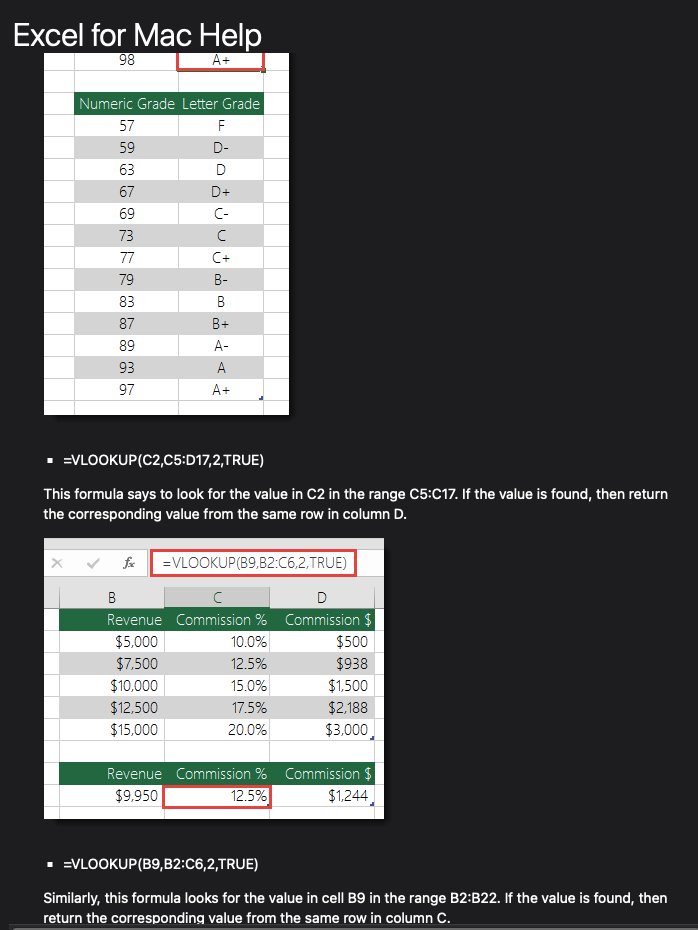 Excel for Mac Help
98 A+
Numeric Grade Letter Grade
57 F
59 D-
63 D
67 D+
69 C-
73 C
77 C+
79 B-
83 B
87 B+
89 A-
93 A
97 A+
▪ =VLOOKUP(C2,C5:D17,2,TRUE)
This formula says to look for the value in C2 in the range C5:C17. If the value is found, then return
the corresponding value from the same row in column D.
fx =VLOOKUP(B9,B2:C6,2,TRUE)
B C D
Revenue Commission % Commission $
$5,000 10.0% $500
$7,500 12.5% $938
$10,000 15.0% $1,500
$12,500 17.5% $2,188
$15,000 20.0% $3,000
Revenue Commission % Commission $
$9,950 12.5% $1,244
▪ =VLOOKUP(B9,B2:C6,2,TRUE)
Similarly, this formula looks for the value in cell B9 in the range B2:B22. If the value is found, then
return the corresponding value from the same row in column C.